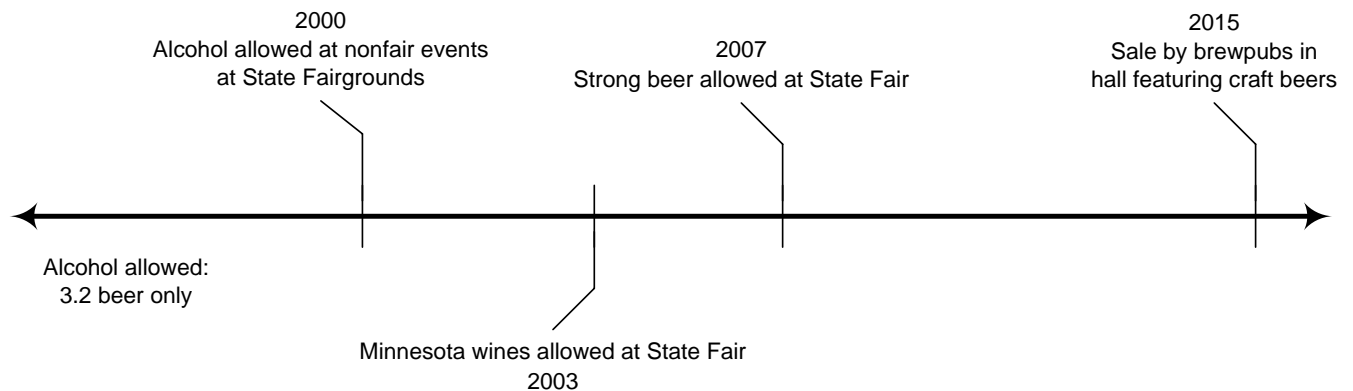 2000
Alcohol allowed at nonfair events
at State Fairgrounds
2007
Strong beer allowed at State Fair
2015
Sale by brewpubs in
hall featuring craft beers
Alcohol allowed:
3.2 beer only
Minnesota wines allowed at State Fair
2003